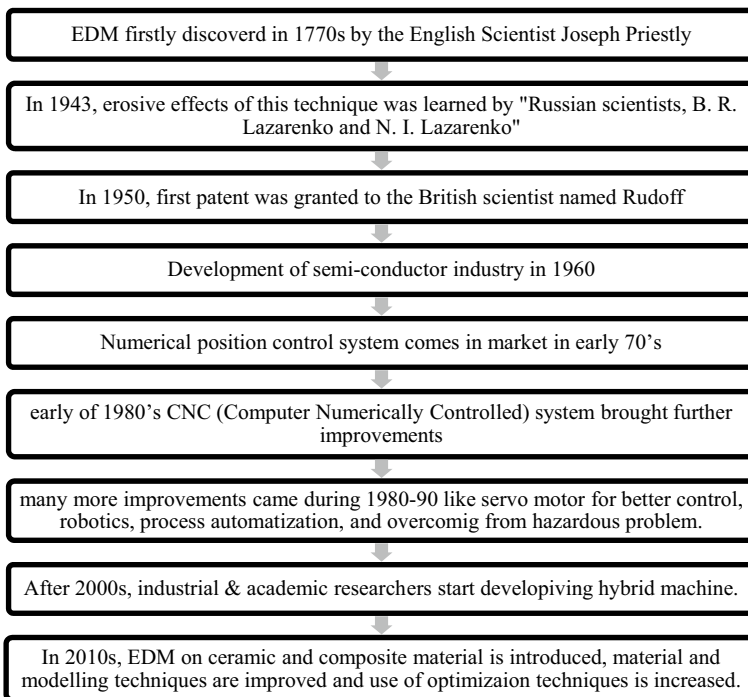 EDM firstly discoverd in 1770s by the English Scientist Joseph Priestly
In 1943, erosive effects of this technique was learned by "Russian scientists, B. R.
Lazarenko and N. I. Lazarenko"
In 1950, first patent was granted to the British scientist named Rudoff
Development of semi-conductor industry in 1960
Numerical position control system comes in market in early 70’s
early of 1980’s CNC (Computer Numerically Controlled) system brought further
improvements
many more improvements came during 1980-90 like servo motor for better control,
robotics, process automatization, and overcomig from hazardous problem.
After 2000s, industrial & academic researchers start developiving hybrid machine.
In 2010s, EDM on ceramic and composite material is introduced, material and
modelling techniques are improved and use of optimizaion techniques is increased.